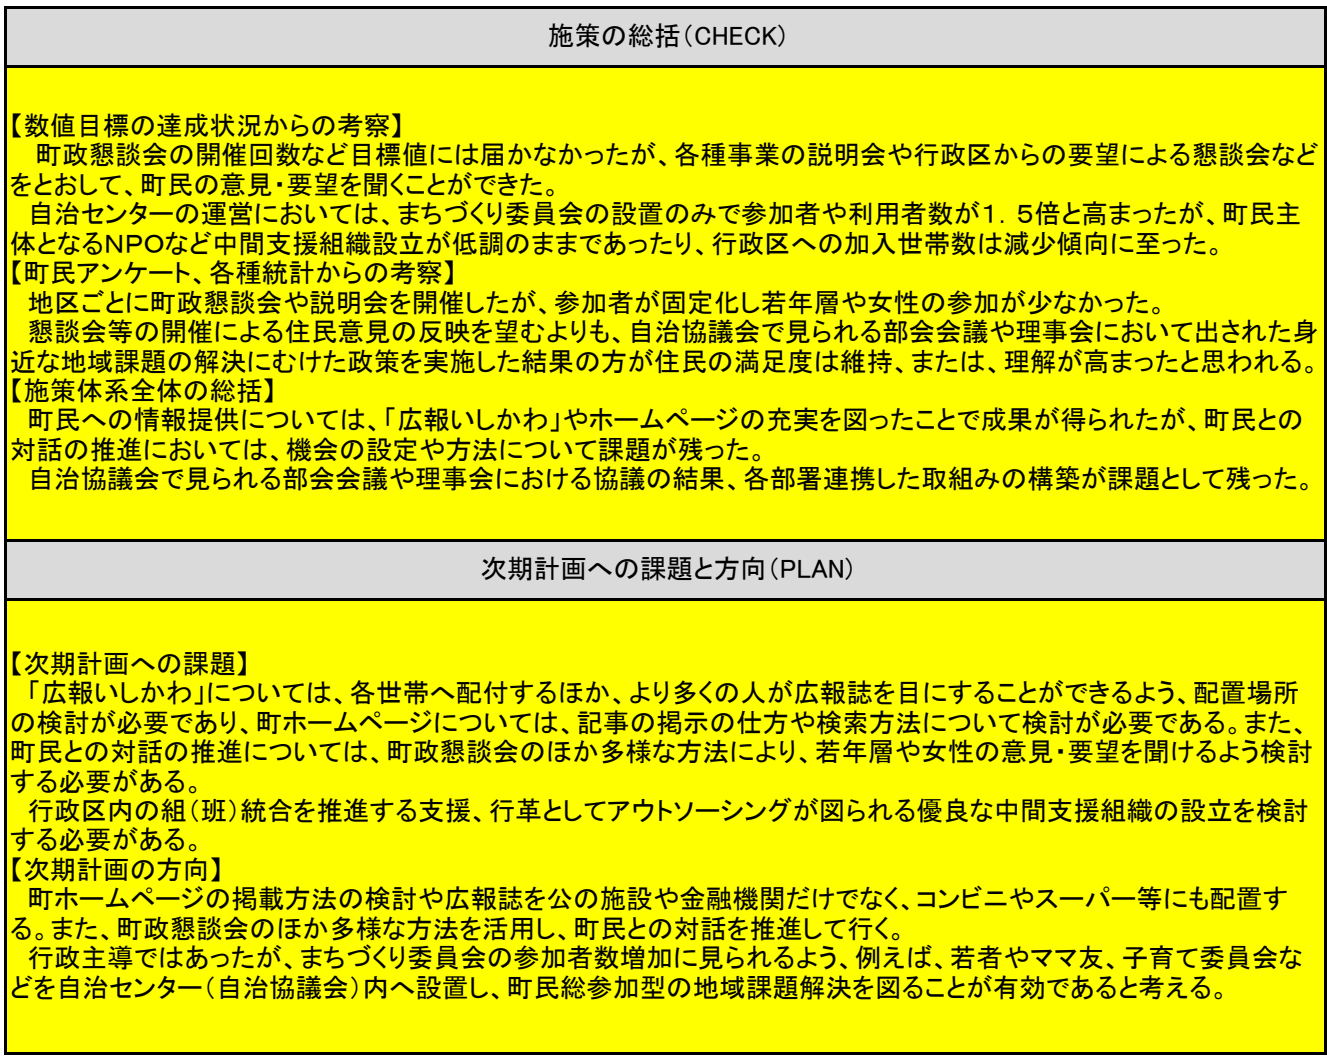 施策の総括（CHECK）
【数値目標の達成状況からの考察】
　町政懇談会の開催回数など目標値には届かなかったが、各種事業の説明会や行政区からの要望による懇談会など
をとおして、町民の意見・要望を聞くことができた。
　自治センターの運営においては、まちづくり委員会の設置のみで参加者や利用者数が１．５倍と高まったが、町民主
体となるＮＰＯなど中間支援組織設立が低調のままであったり、行政区への加入世帯数は減少傾向に至った。
【町民アンケート、各種統計からの考察】
　地区ごとに町政懇談会や説明会を開催したが、参加者が固定化し若年層や女性の参加が少なかった。
　懇談会等の開催による住民意見の反映を望むよりも、自治協議会で見られる部会会議や理事会において出された身
近な地域課題の解決にむけた政策を実施した結果の方が住民の満足度は維持、または、理解が高まったと思われる。
【施策体系全体の総括】
　町民への情報提供については、「広報いしかわ」やホームページの充実を図ったことで成果が得られたが、町民との
対話の推進においては、機会の設定や方法について課題が残った。
　自治協議会で見られる部会会議や理事会における協議の結果、各部署連携した取組みの構築が課題として残った。
次期計画への課題と方向（PLAN）
【次期計画への課題】
　「広報いしかわ」については、各世帯へ配付するほか、より多くの人が広報誌を目にすることができるよう、配置場所
の検討が必要であり、町ホームページについては、記事の掲示の仕方や検索方法について検討が必要である。また、
町民との対話の推進については、町政懇談会のほか多様な方法により、若年層や女性の意見・要望を聞けるよう検討
する必要がある。
　行政区内の組（班）統合を推進する支援、行革としてアウトソーシングが図られる優良な中間支援組織の設立を検討
する必要がある。
【次期計画の方向】
　町ホームページの掲載方法の検討や広報誌を公の施設や金融機関だけでなく、コンビニやスーパー等にも配置す
る。また、町政懇談会のほか多様な方法を活用し、町民との対話を推進して行く。
　行政主導ではあったが、まちづくり委員会の参加者数増加に見られるよう、例えば、若者やママ友、子育て委員会な
どを自治センター（自治協議会）内へ設置し、町民総参加型の地域課題解決を図ることが有効であると考える。